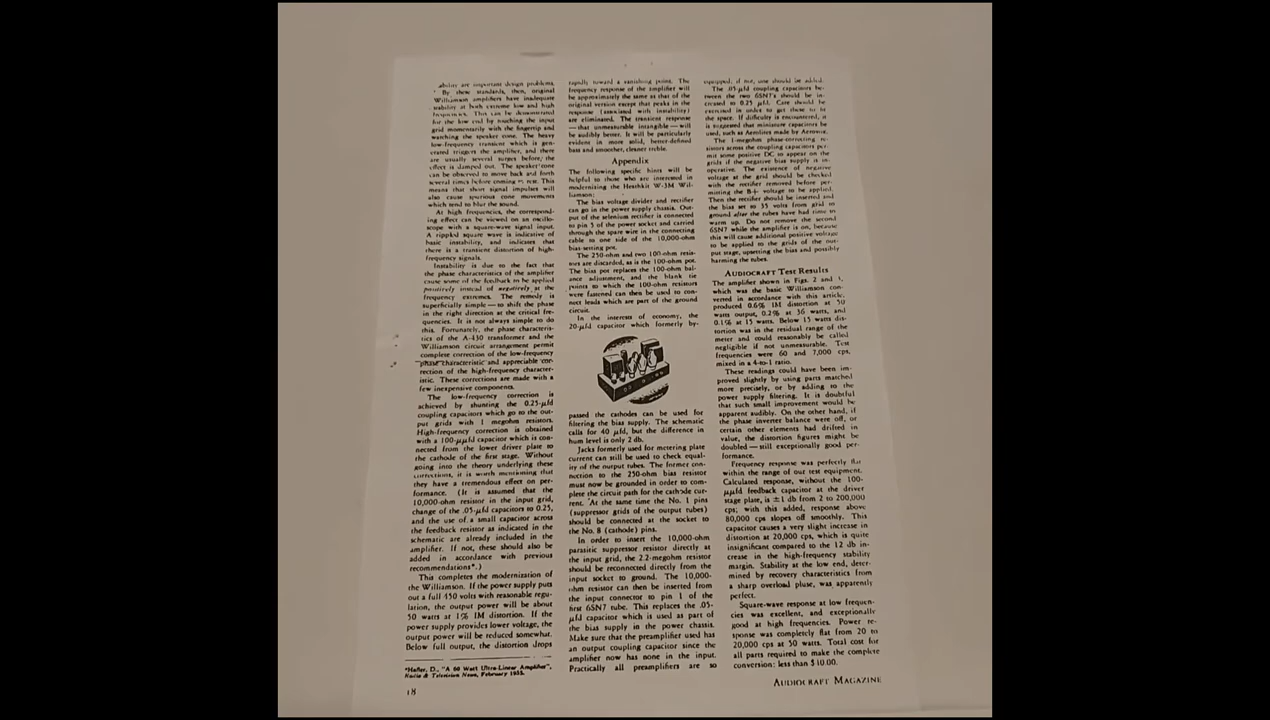 ability are important design problems.
By these standards, then, original
Williamson amplifiers have inadequate
stability at both extreme low and high
frequencies. This can be demonstrated
for the low end by touching the input
grid momentarily with the fingertip and
watching the speaker cone. The heavy
low-frequency transient which is gen-
erated triggers the amplifier, and there
are usually several surges before the
effect is damped out. The speaker cone
can be observed to move back and forth
several times before coming to rest. This
means that short signal impulses will
also cause spurious cone movements
which tend to blur the sound.
At high frequencies, the correspond-
ing effect can be viewed on an oscillo-
scope with a square-wave signal input.
A rippled square wave is indicative of
basic instability, and indicates that
there is a transient distortion of high-
frequency signals.
Instability is due to the fact that
the phase characteristics of the amplifier
cause some of the feedback to be applied
positively instead of negatively at the
frequency extremes. The remedy is
superficially simple — to shift the phase
in the right direction at the critical fre-
quencies. It is not always simple to do
this. Fortunately, the phase characteris-
tics of the A-430 transformer and the
Williamson circuit arrangement permit
complete correction of the low-frequency
phase characteristic and appreciable cor-
rection of the high-frequency character-
istic. These corrections are made with a
few inexpensive components.
The low-frequency correction is
achieved by shunting the 0.25-µfd
coupling capacitors which go to the out-
put grids with 1 megohm resistors.
High-frequency correction is obtained
with a 100-µµfd capacitor which is con-
nected from the lower driver plate to
the cathode of the first stage. Without
going into the theory underlying these
corrections, it is worth mentioning that
they have a tremendous effect on per-
formance. (It is assumed that the
10,000-ohm resistor in the input grid,
change of the .05-µfd capacitors to 0.25,
and the use of a small capacitor across
the feedback resistor as indicated in the
schematic are already included in the
amplifier. If not, these should also be
added in accordance with previous
recommendations*.)
This completes the modernization of
the Williamson. If the power supply puts
out a full 450 volts with reasonable regu-
lation, the output power will be about
50 watts at 1% IM distortion. If the
power supply provides lower voltage, the
output power will be reduced somewhat.
Below full output, the distortion drops
*Hafler, D., "A 60 Watt Ultra-Linear Amplifier",
Radio & Television News, February 1955.
18
rapidly toward a vanishing point. The
frequency response of the amplifier will
be approximately the same as that of the
original version except that peaks in the
response (associated with instability)
are eliminated. The transient response
— that unmeasurable intangible — will
be audibly better. It will be particularly
evident in more solid, better-defined
bass and smoother, cleaner treble.
Appendix
The following specific hints will be
helpful to those who are interested in
modernizing the Heathkit W-3M Wil-
liamson:
The bias voltage divider and rectifier
can go in the power supply chassis. Out-
put of the selenium rectifier is connected
to pin 5 of the power socket and carried
through the spare wire in the connecting
cable to one side of the 10,000-ohm
bias-setting pot.
The 250-ohm and two 100-ohm resis-
tors are discarded, as is the 100-ohm pot.
The bias pot replaces the 100-ohm bal-
ance adjustment, and the blank tie
points to which the 100-ohm resistors
were fastened can then be used to con-
nect leads which are part of the ground
circuit.
In the interests of economy, the
20-µfd capacitor which formerly by-
passed the cathodes can be used for
filtering the bias supply. The schematic
calls for 40 µfd, but the difference in
hum level is only 2 db.
Jacks formerly used for metering plate
current can still be used to check equal-
ity of the output tubes. The former con-
nection to the 250-ohm bias resistor
must now be grounded in order to com-
plete the circuit path for the cathode cur-
rent. At the same time the No. 1 pins
(suppressor grids of the output tubes)
should be connected at the socket to
the No. 8 (cathode) pins.
In order to insert the 10,000-ohm
parasitic suppressor resistor directly at
the input grid, the 2.2-megohm resistor
should be reconnected directly from the
input socket to ground. The 10,000-
ohm resistor can then be inserted from
the input connector to pin 1 of the
first 6SN7 tube. This replaces the .05-
µfd capacitor which is used as part of
the bias supply in the power chassis.
Make sure that the preamplifier used has
an output coupling capacitor since the
amplifier now has none in the input.
Practically all preamplifiers are so
equipped; if not, one should be added.
The .05-µfd coupling capacitors be-
tween the two 6SN7's should be in-
creased to 0.25 µfd. Care should be
exercised in order to get these to fit
the space. If difficulty is encountered, it
is suggested that miniature capacitors be
used, such as Aerolites made by Aerovox.
The 1-megohm phase-correcting re-
sistors across the coupling capacitors per-
mit some positive DC to appear on the
grids if the negative bias supply is in-
operative. The existence of negative
voltage at the grid should be checked
with the rectifier removed before per-
mitting the B+ voltage to be applied.
Then the rectifier should be inserted and
the bias set to 35 volts from grid to
ground after the tubes have had time to
warm up. Do not remove the second
6SN7 while the amplifier is on, because
this will cause additional positive voltage
to be applied to the grids of the out-
put stage, upsetting the bias and possibly
harming the tubes.
AUDIOCRAFT Test Results
The amplifier shown in Figs. 2 and 3,
which was the basic Williamson con-
verted in accordance with this article,
produced 0.6% IM distortion at 50
watts output, 0.2% at 36 watts, and
0.1% at 15 watts. Below 15 watts dis-
tortion was in the residual range of the
meter and could reasonably be called
negligible if not unmeasurable. Test
frequencies were 60 and 7,000 cps,
mixed in a 4-to-1 ratio.
These readings could have been im-
proved slightly by using parts matched
more precisely, or by adding to the
power supply filtering. It is doubtful
that such small improvement would be
apparent audibly. On the other hand, if
the phase inverter balance were off, or
certain other elements had drifted in
value, the distortion figures might be
doubled — still exceptionally good per-
formance.
Frequency response was perfectly flat
within the range of our test equipment.
Calculated response, without the 100-
µµfd feedback capacitor at the driver
stage plate, is ±1 db from 2 to 200,000
cps; with this added, response above
80,000 cps slopes off smoothly. This
capacitor causes a very slight increase in
distortion at 20,000 cps, which is quite
insignificant compared to the 12 db in-
crease in the high-frequency stability
margin. Stability at the low end, deter-
mined by recovery characteristics from
a sharp overload pluse, was apparently
perfect.
Square-wave response at low frequen-
cies was excellent, and exceptionally
good at high frequencies. Power re-
sponse was completely flat from 20 to
20,000 cps at 50 watts. Total cost for
all parts required to make the complete
conversion: less than $10.00.
AUDIOCRAFT MAGAZINE